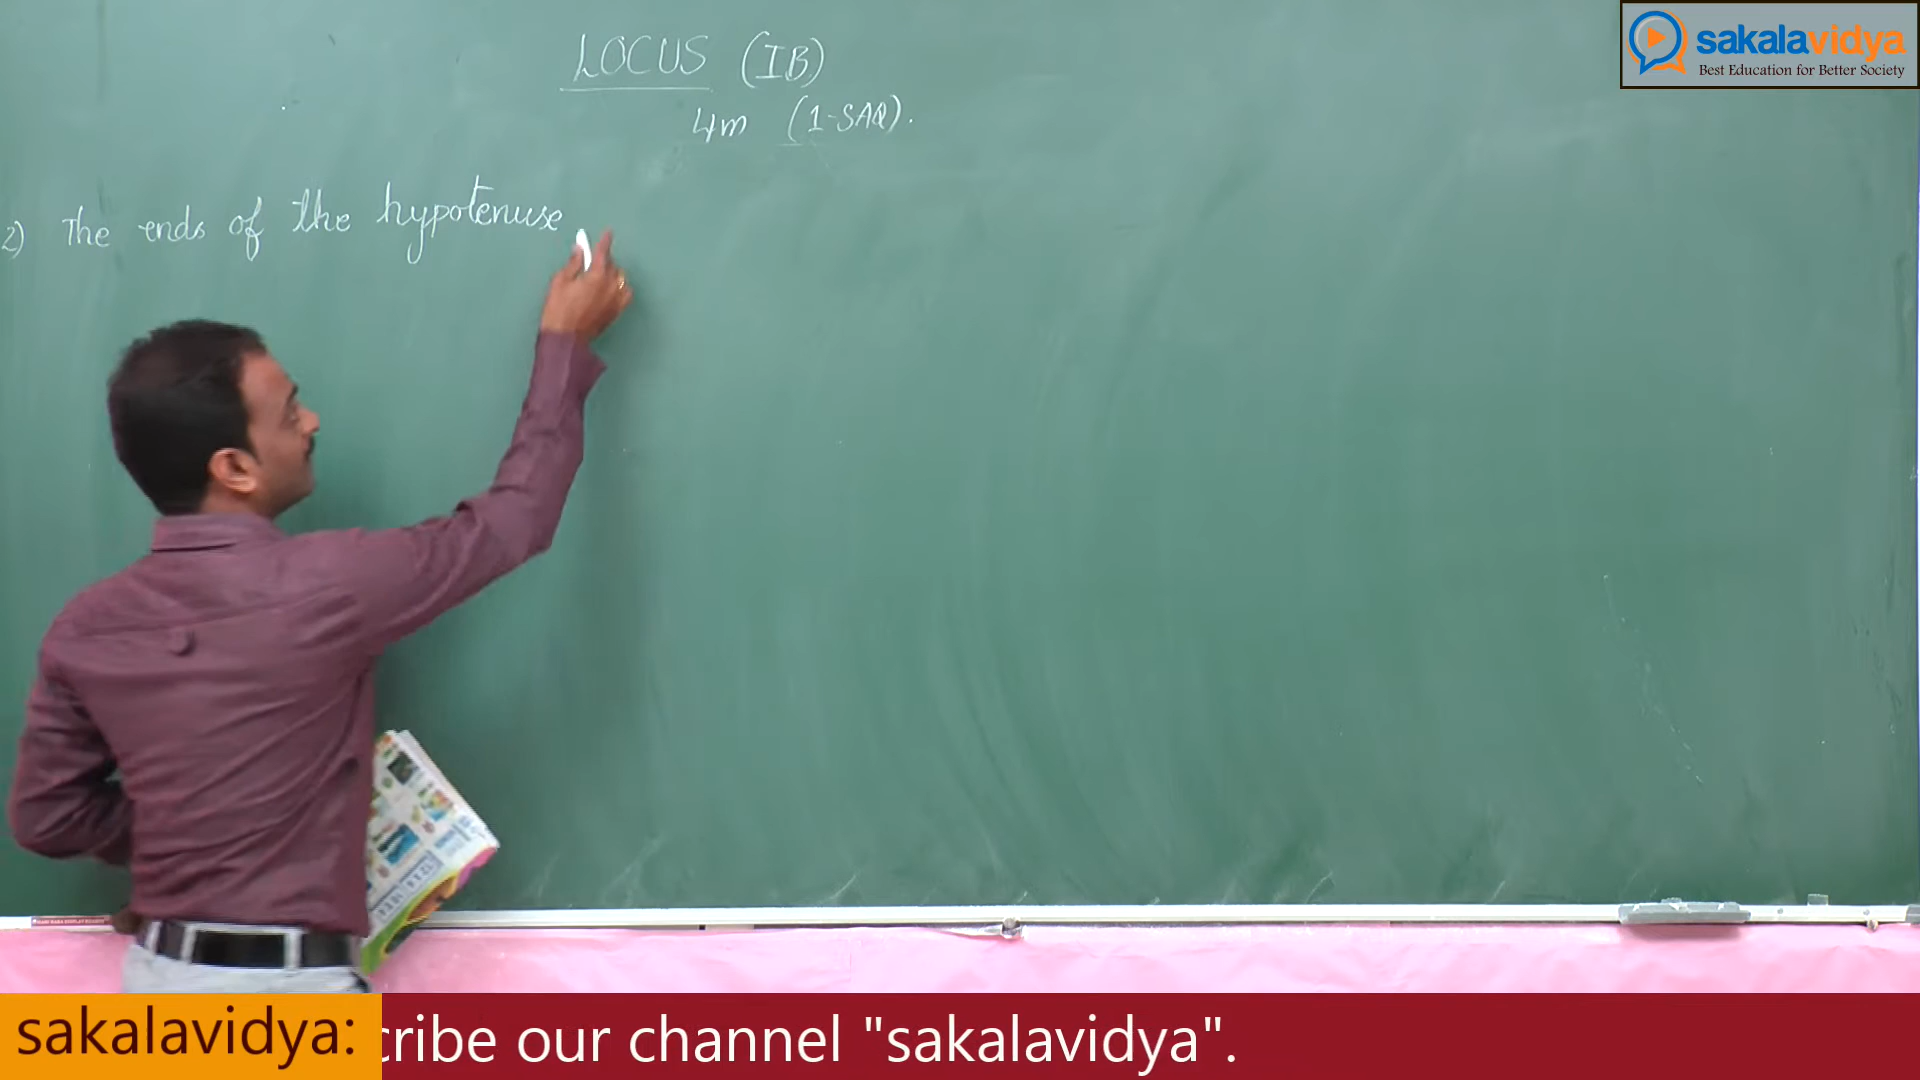 LOCUS (IB)
4m (1-SAQ).
2) The ends of the hypotenuse
sakalavidya
Best Education for Better Society
sakalavidya: cribe our channel "sakalavidya".